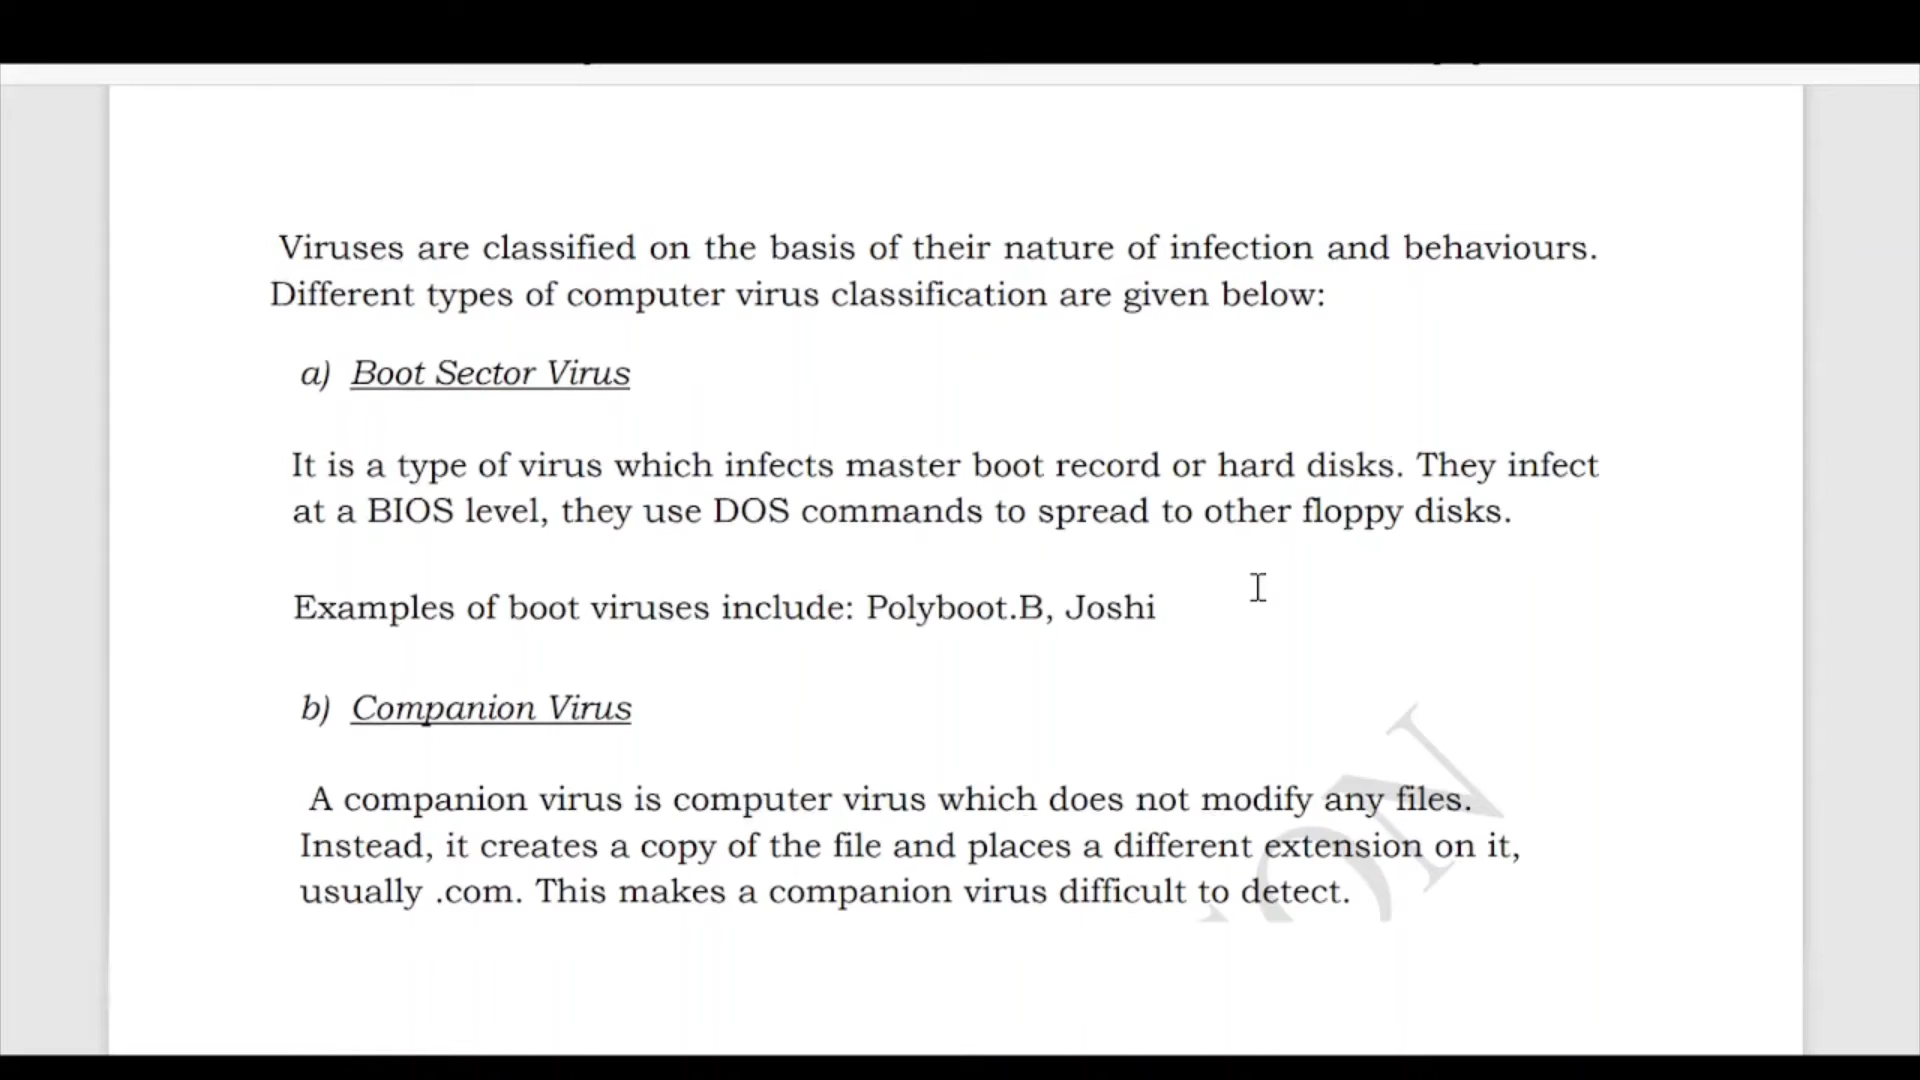 Viruses are classified on the basis of their nature of infection and behaviours.
Different types of computer virus classification are given below:
a) Boot Sector Virus
It is a type of virus which infects master boot record or hard disks. They infect
at a BIOS level, they use DOS commands to spread to other floppy disks.
Examples of boot viruses include: Polyboot.B, Joshi
b) Companion Virus
A companion virus is computer virus which does not modify any files.
Instead, it creates a copy of the file and places a different extension on it,
usually .com. This makes a companion virus difficult to detect.
ON